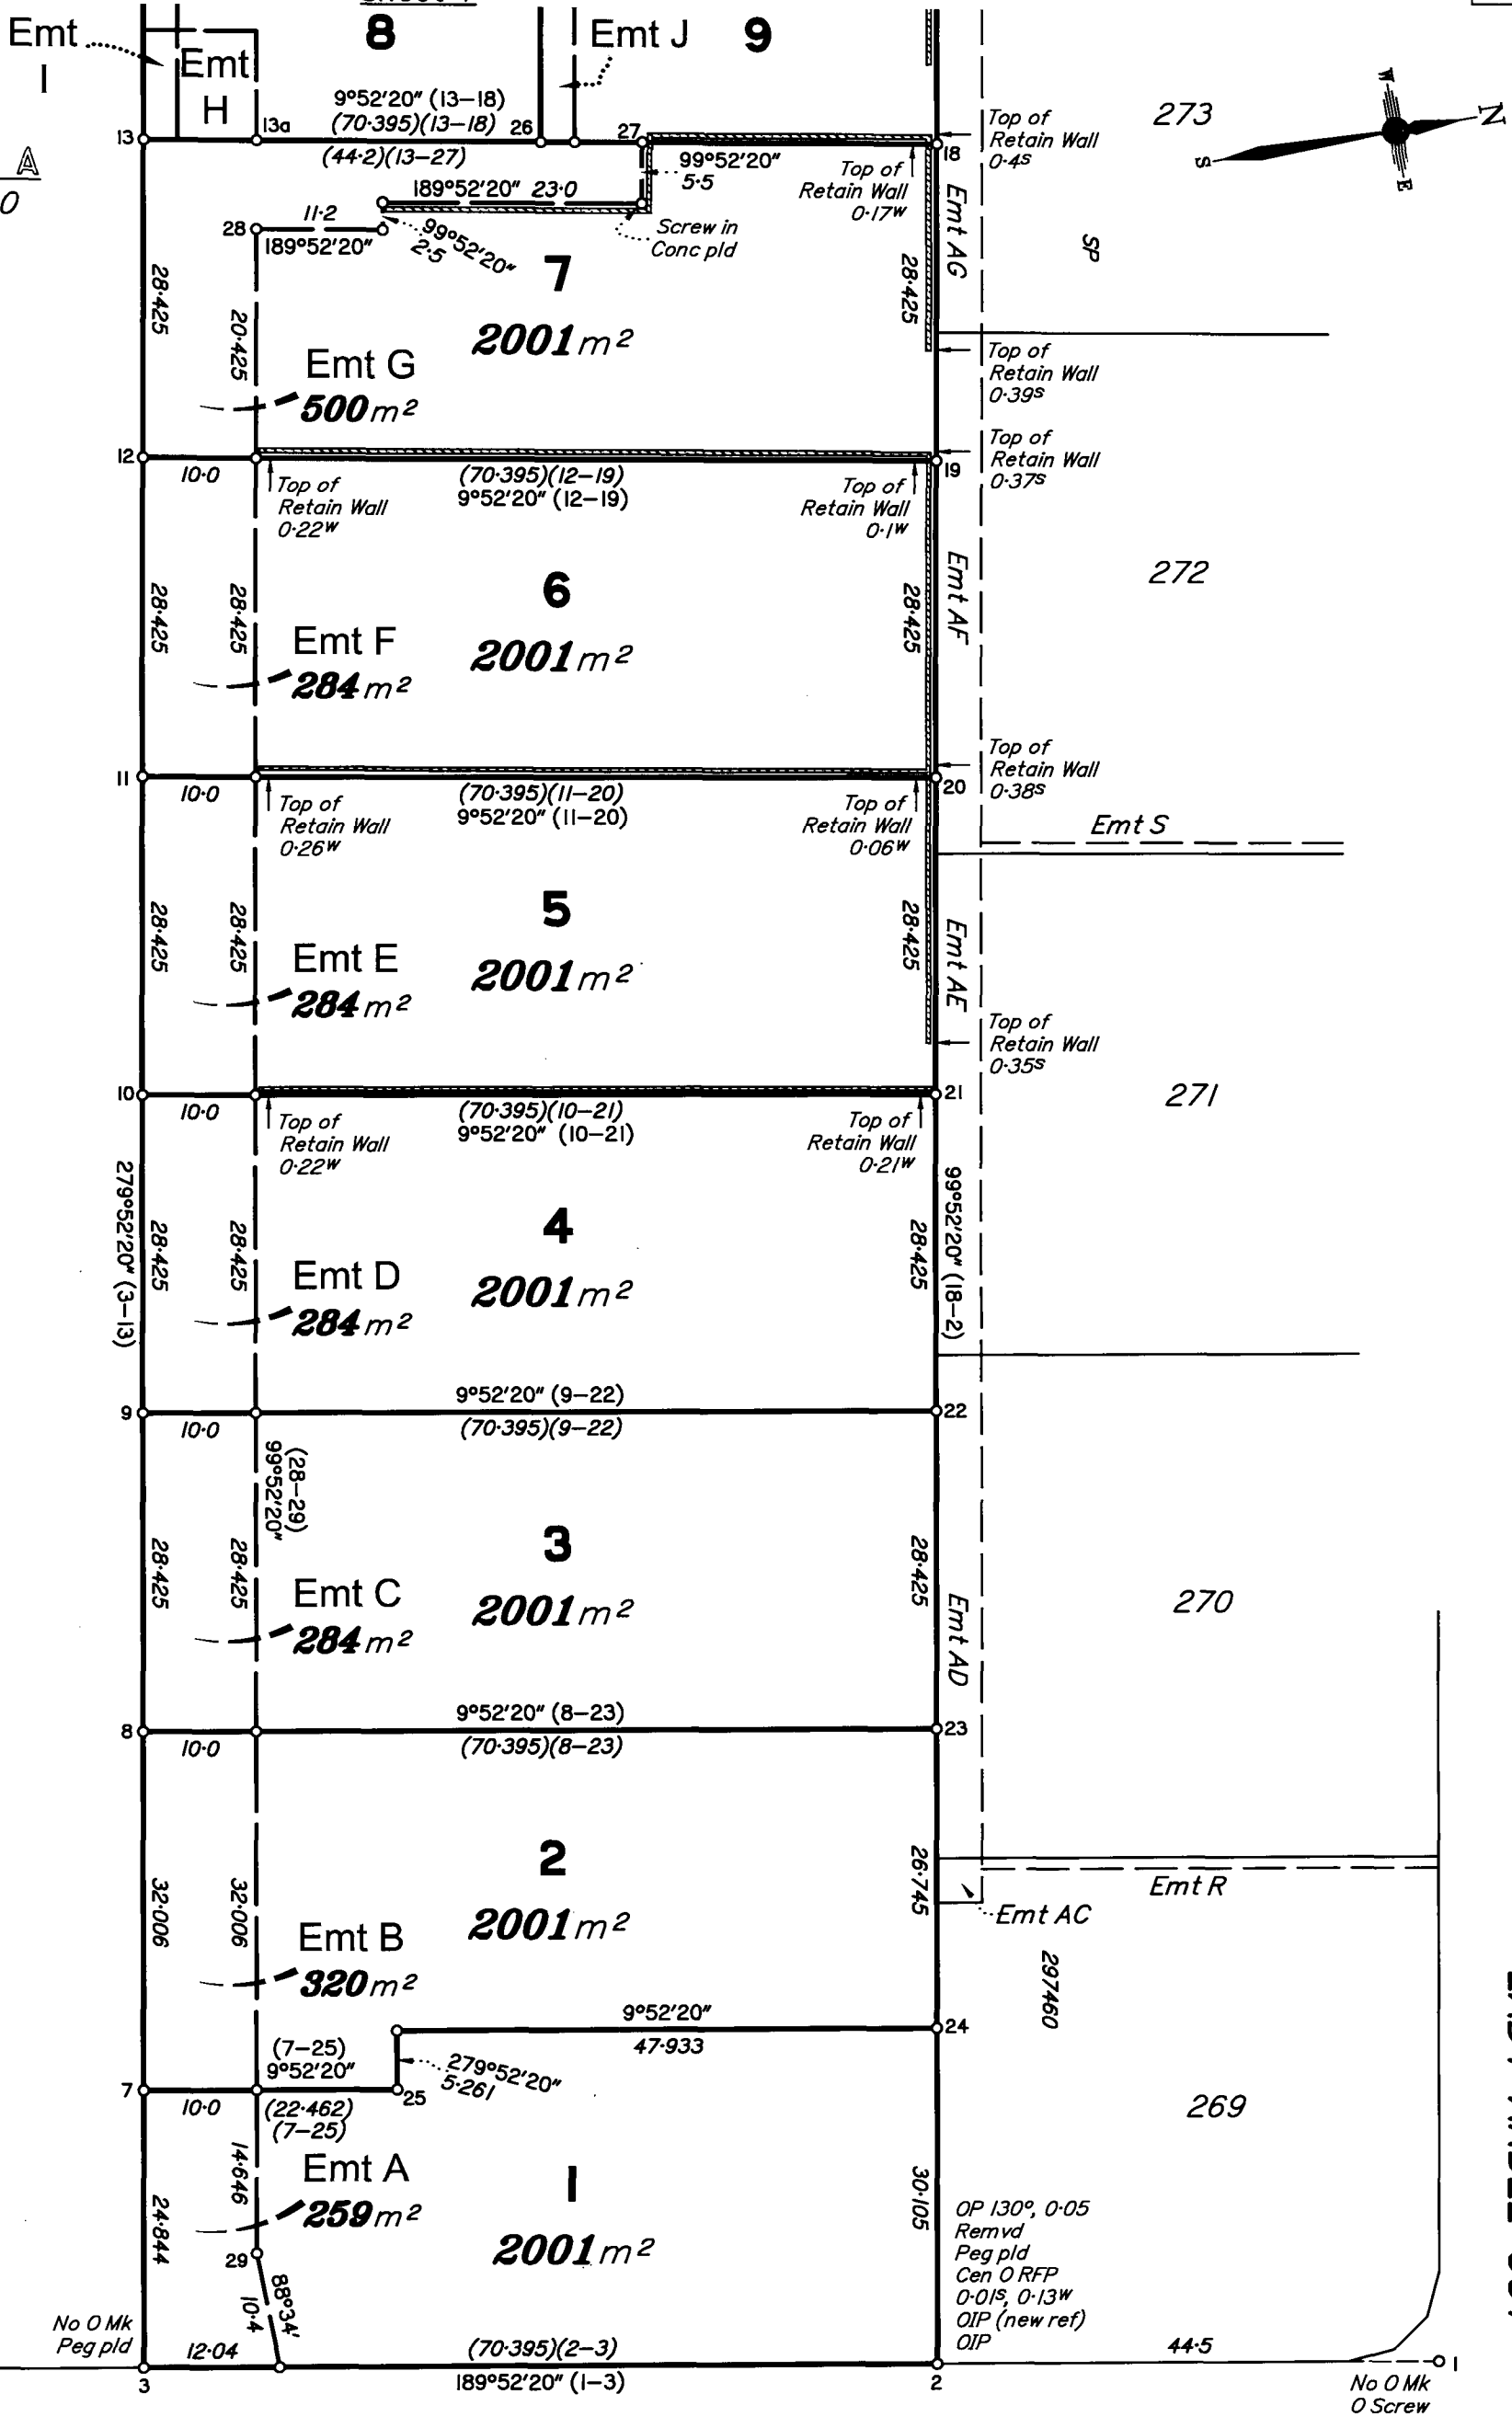 8
9
Emt
I
Emt
H
Emt J
A
0
9°52'20" (13–18)
(70·395)(13–18)
13
13a
26
27
18
(44·2)(13–27)
189°52'20" 23·0
99°52'20"
5·5
Top of
Retain Wall
0·17W
Top of
Retain Wall
0·4S
273
W
N
S
E
11·2
28
189°52'20"
99°52'20"
2·5
Screw in
Conc pld
Emt AG
SP
7
2001 m²
28·425
20·425
28·425
Emt G
500 m²
Top of
Retain Wall
0·39S
12
10·0
(70·395)(12–19)
9°52'20" (12–19)
19
Top of
Retain Wall
0·37S
Top of
Retain Wall
0·22W
Top of
Retain Wall
0·1W
6
2001 m²
28·425
28·425
28·425
Emt AF
272
Emt F
284 m²
11
10·0
(70·395)(11–20)
9°52'20" (11–20)
20
Top of
Retain Wall
0·38S
Top of
Retain Wall
0·26W
Top of
Retain Wall
0·06W
Emt S
5
2001 m²
28·425
28·425
28·425
Emt AE
Emt E
284 m²
Top of
Retain Wall
0·35S
10
10·0
(70·395)(10–21)
9°52'20" (10–21)
21
271
Top of
Retain Wall
0·22W
Top of
Retain Wall
0·21W
279°52'20" (3–13)
28·425
28·425
4
2001 m²
28·425
99°52'20" (18–2)
Emt D
284 m²
9
10·0
9°52'20" (9–22)
(70·395)(9–22)
22
(28–29)
99°52'20"
3
2001 m²
28·425
28·425
28·425
Emt AD
270
Emt C
284 m²
8
10·0
9°52'20" (8–23)
(70·395)(8–23)
23
2
2001 m²
32·006
32·006
26·745
Emt R
Emt AC
297460
Emt B
320 m²
9°52'20"
47·933
24
(7–25)
9°52'20"
279°52'20"
5·261
7
10·0
(22·462)
(7–25)
25
269
14·646
24·844
Emt A
259 m²
1
2001 m²
30·105
29
88°34'
10·4
OP 130°, 0·05
Remvd
Peg pld
Cen O RFP
0·01S, 0·13W
OIP (new ref)
OIP
No O Mk
Peg pld
12·04
(70·395)(2–3)
189°52'20" (1–3)
3
2
44·5
1
No O Mk
O Screw